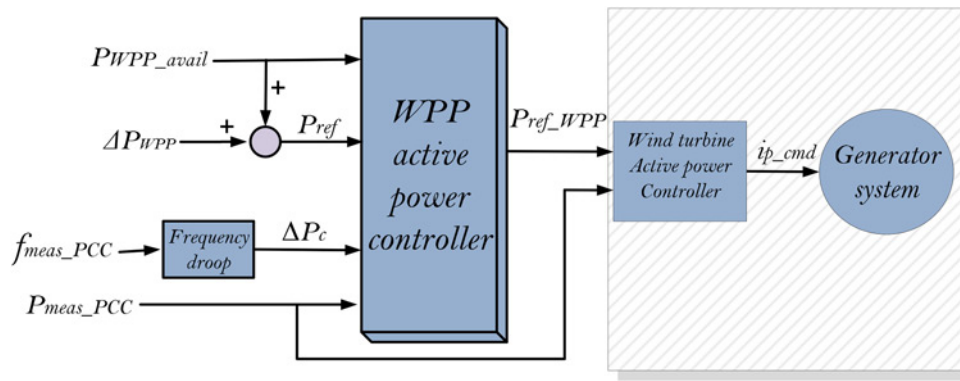 PWPP_avail
+
+
ΔPWPP
Pref
fmeas_PCC
Frequency
droop
ΔPc
Pmeas_PCC
WPP
active
power
controller
Pref_WPP
Wind turbine
Active power
Controller
ip_cmd
Generator
system